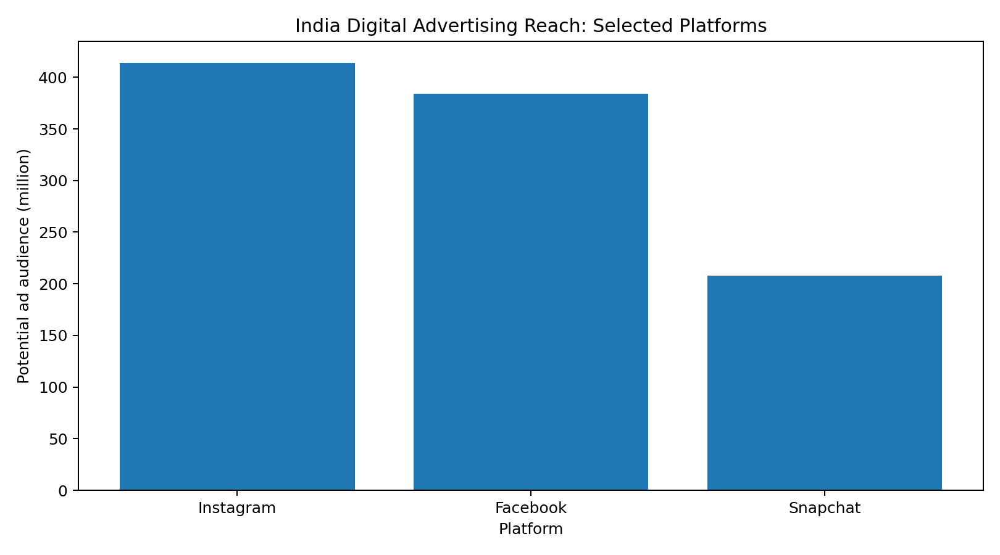 India Digital Advertising Reach: Selected Platforms
Potential ad audience (million)
400
350
300
250
200
150
100
50
0
Instagram
Facebook
Snapchat
Platform